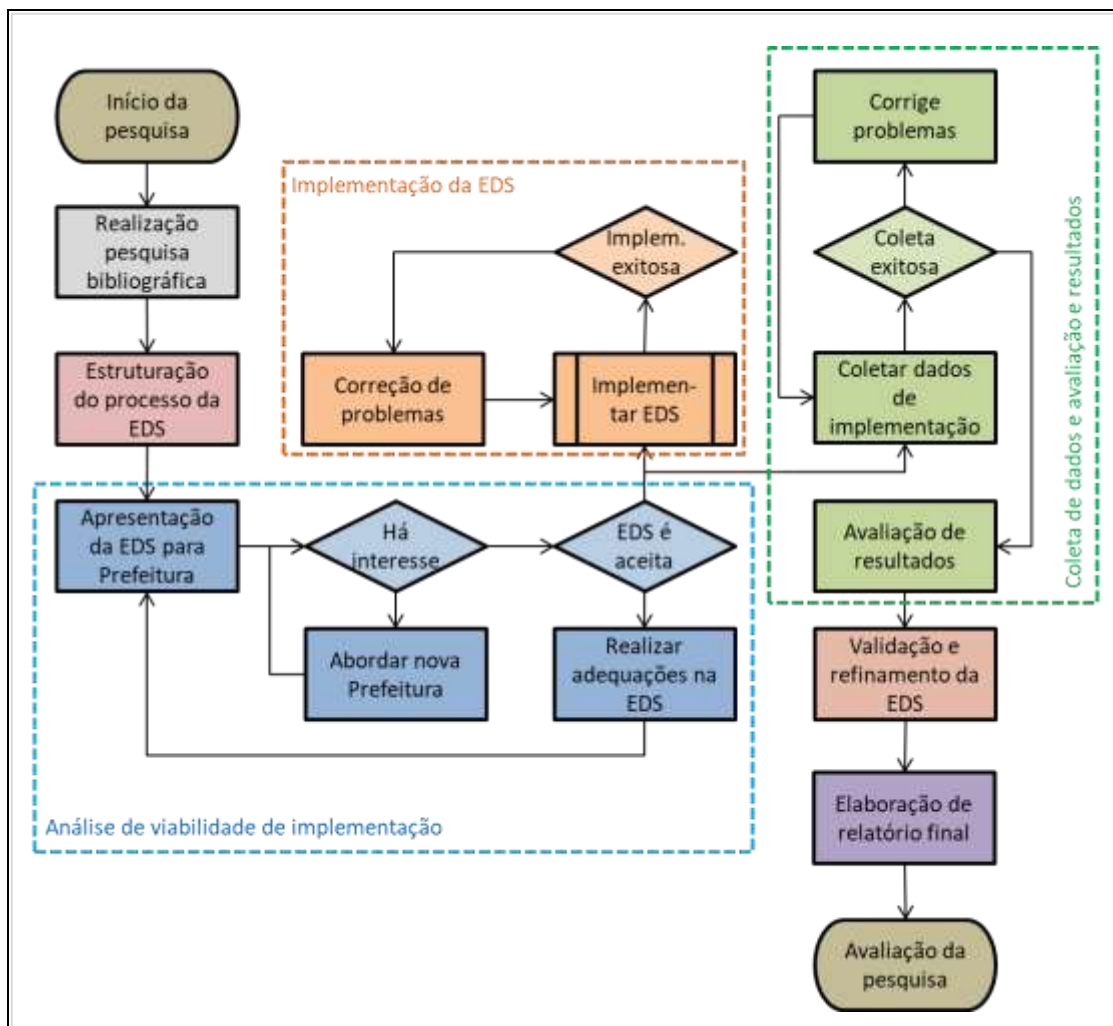 Início da
pesquisa
Realização
pesquisa
bibliográfica
Estruturação
do processo da
EDS
Implementação da EDS
Implem.
exitosa
Correção de
problemas
Implemen-
tar EDS
Apresentação
da EDS para
Prefeitura
Há
interesse
EDS é
aceita
Abordar nova
Prefeitura
Realizar
adequações na
EDS
Análise de viabilidade de implementação
Corrige
problemas
Coleta
exitosa
Coletar dados
de
implementação
Avaliação de
resultados
Coleta de dados e avaliação e resultados
Validação e
refinamento da
EDS
Elaboração de
relatório final
Avaliação da
pesquisa